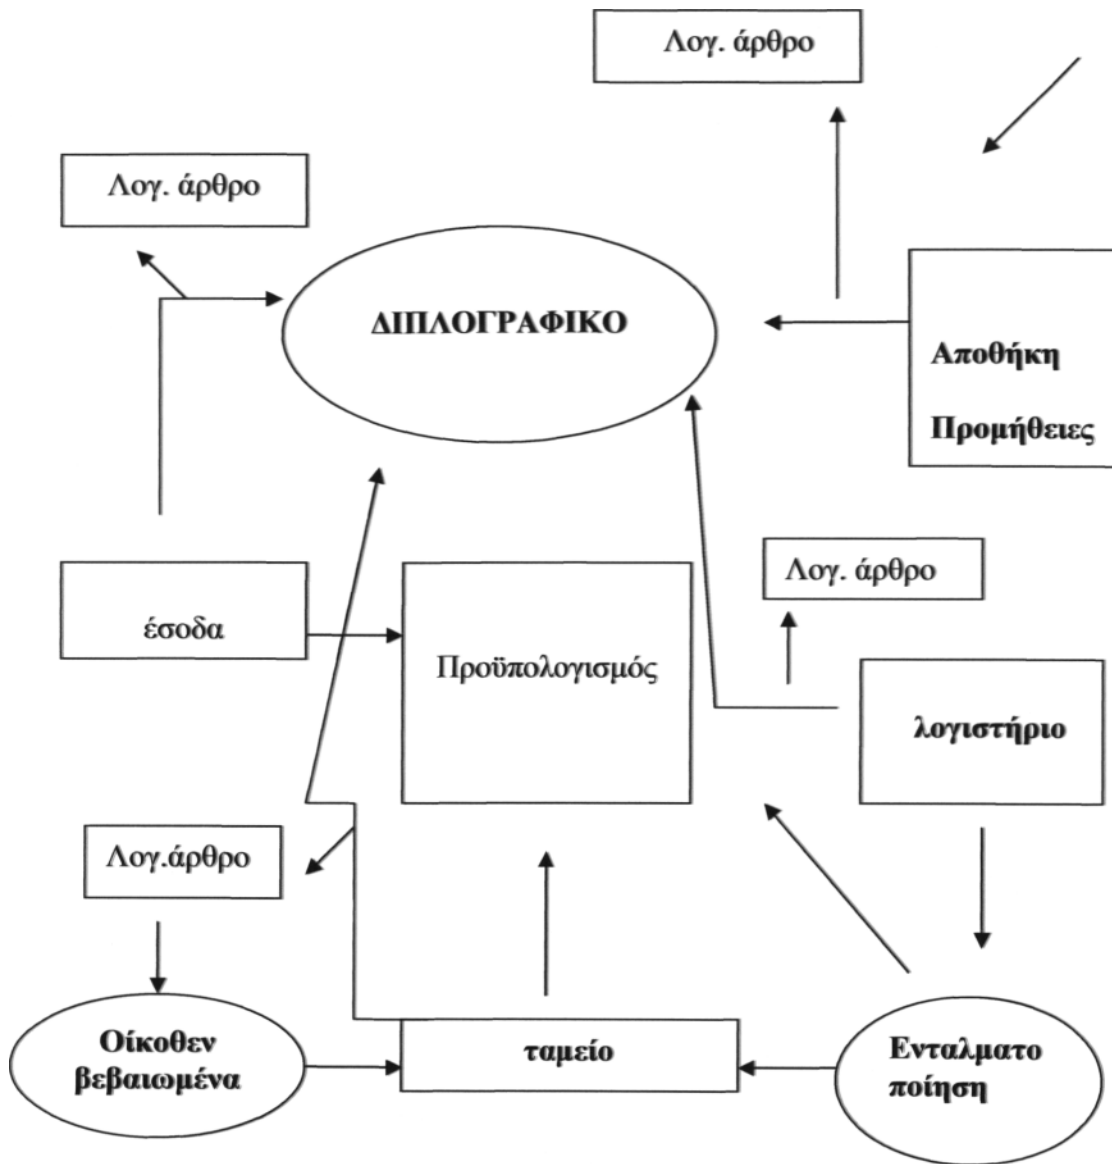 Λογ. άρθρο
Λογ. άρθρο
ΔΙΠΛΟΓΡΑΦΙΚΟ
Αποθήκη
Προμήθειες
Λογ. άρθρο
έσοδα
Προϋπολογισμός
λογιστήριο
Λογ.άρθρο
Οίκοθεν
βεβαιωμένα
ταμείο
Ενταλματο
ποίηση